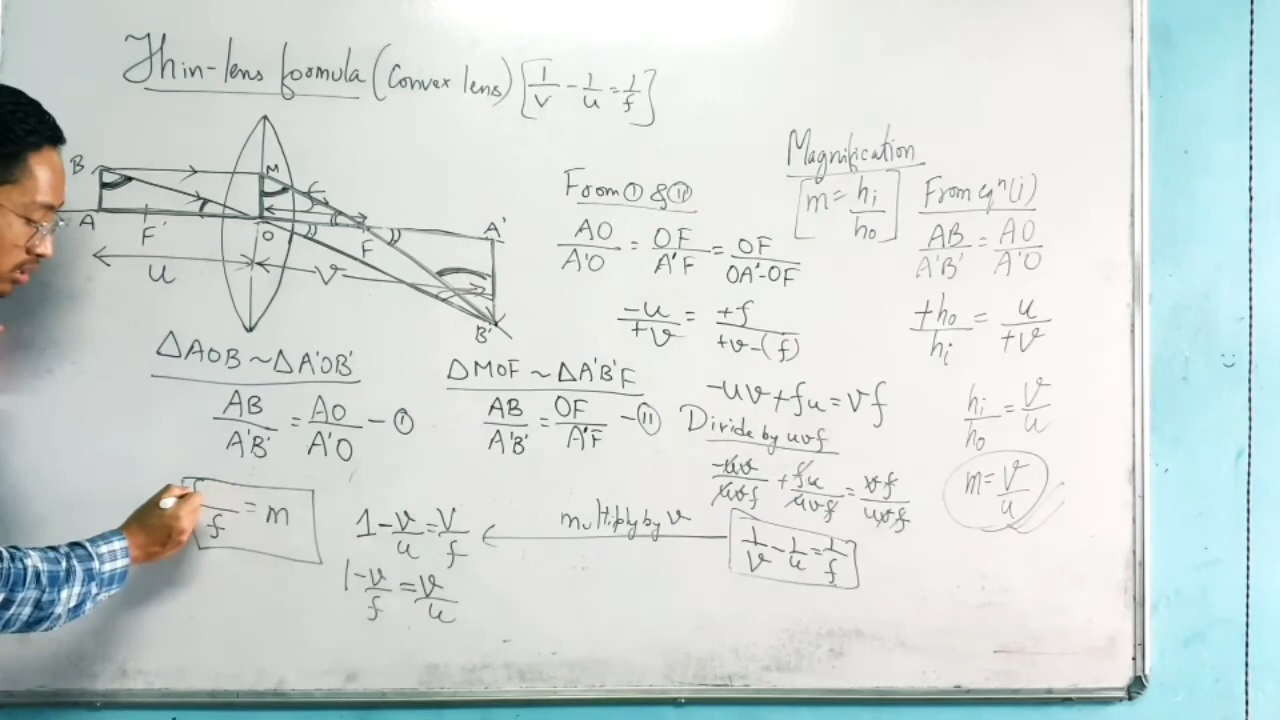 Thin-lens formula (Convex lens) [1/v - 1/u = 1/f]
B
M
A
F'
O
F
A'
u
v
B'
ΔAOB ~ ΔA'OB'
AB/A'B' = AO/A'O - (I)
ΔMOF ~ ΔA'B'F
AB/A'B' = OF/A'F - (II)
From (I) & (II)
AO/A'O = OF/A'F = OF/OA'-OF
-u/+v = +f/+v-(f)
-uv+fu = vf
Divide by uvf
-uv/uvf + fu/uvf = vf/uvf
1/v - 1/u = 1/f
multiply by v
1 - v/u = v/f
1 - v/f = v/u
f = m
Magnification
[m = hi/ho]
From eqn (i)
AB/A'B' = AO/A'O
+ho/hi = u/+v
hi/ho = v/u
m = v/u